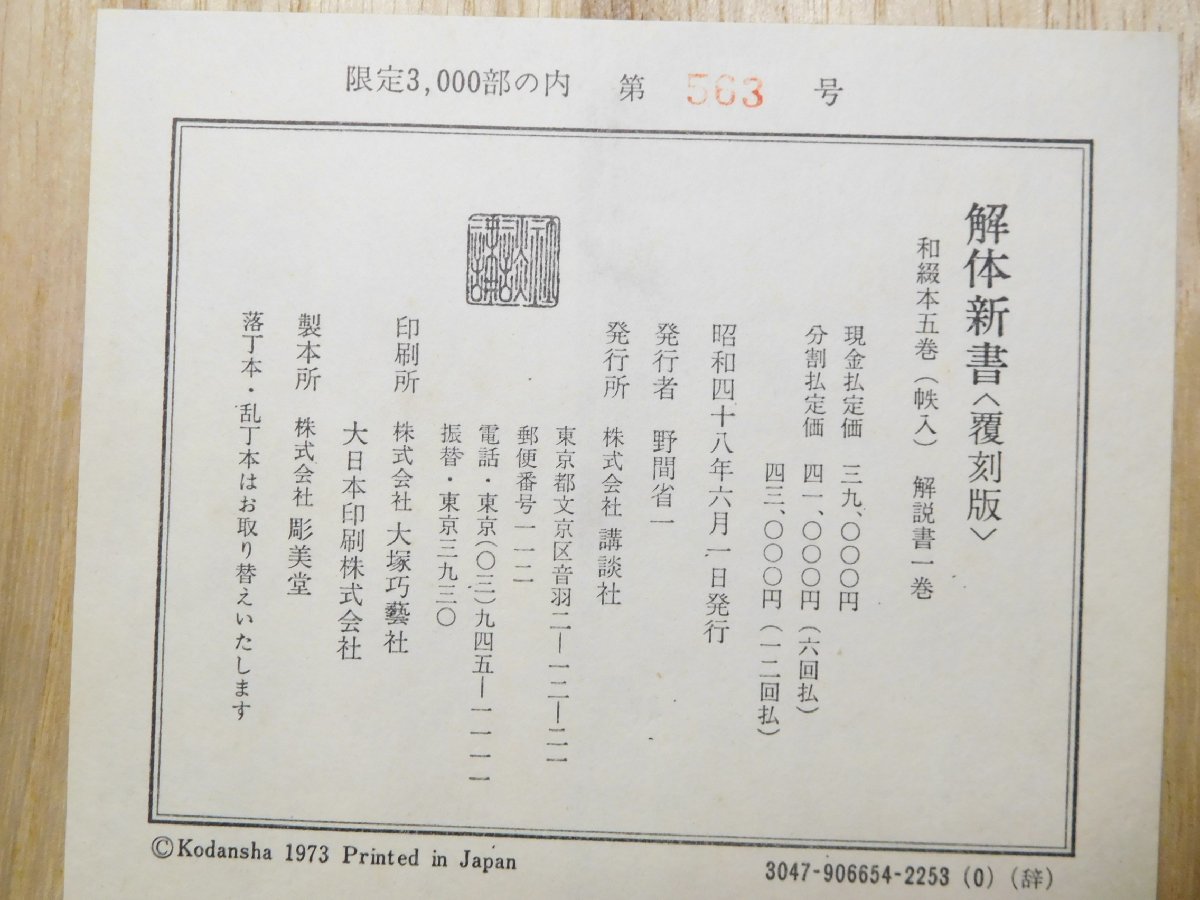 限定3,000部の内 第 563 号
解体新書〈覆刻版〉
和綴本五巻(帙入) 解説書一巻
現金払定価 三九、〇〇〇円
分割払定価 四一、〇〇〇円(六回払)
四三、〇〇〇円(一二回払)
昭和四十八年六月一日発行
発行者 野間省一
発行所 株式会社 講談社
東京都文京区音羽二―一二―二一
郵便番号一一二
電話・東京(〇三)九四五―一一一一
振替・東京三九三〇
講談社
印刷所 株式会社 大塚巧藝社
大日本印刷株式会社
製本所 株式会社 彫美堂
落丁本・乱丁本はお取り替えいたします
©Kodansha 1973 Printed in Japan
3047-906654-2253 (0) (辞)